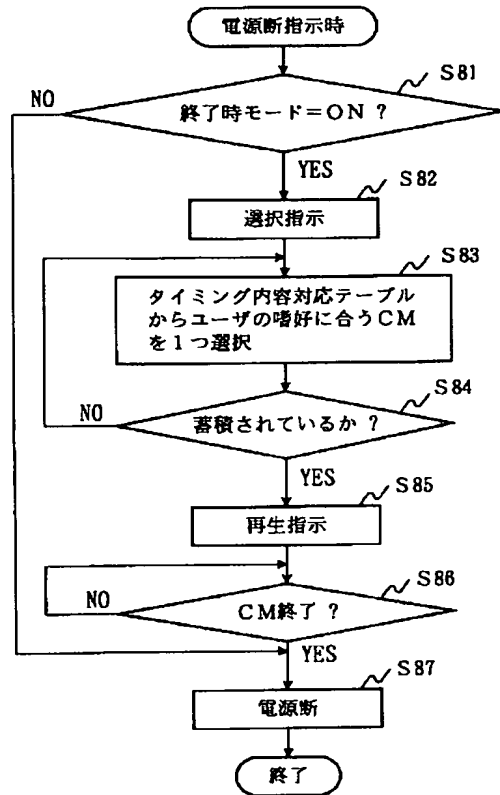 電源断指示時
S81
NO
終了時モード＝ON ？
YES
S82
選択指示
S83
タイミング内容対応テーブル
からユーザの嗜好に合うCM
を1つ選択
S84
NO
蓄積されているか ？
YES
S85
再生指示
S86
NO
CM終了 ？
YES
S87
電源断
終了